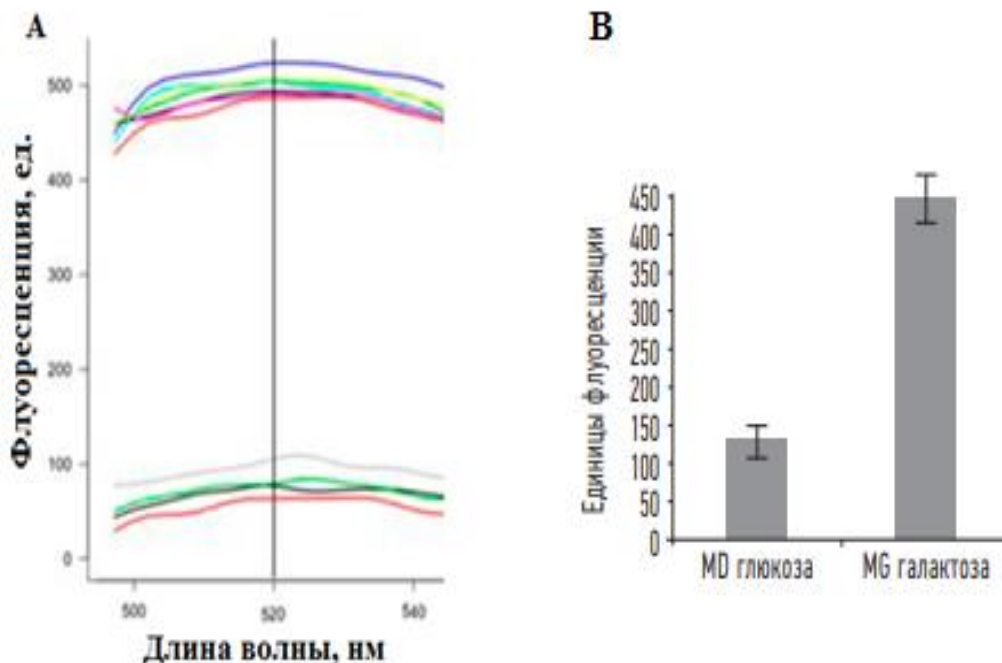 A
Флуоресценция, ед.
500
400
300
200
100
0
500
520
540
Длина волны, нм
B
Единицы флуоресценции
450
400
350
300
250
200
150
100
50
0
MD глюкоза
MG галактоза